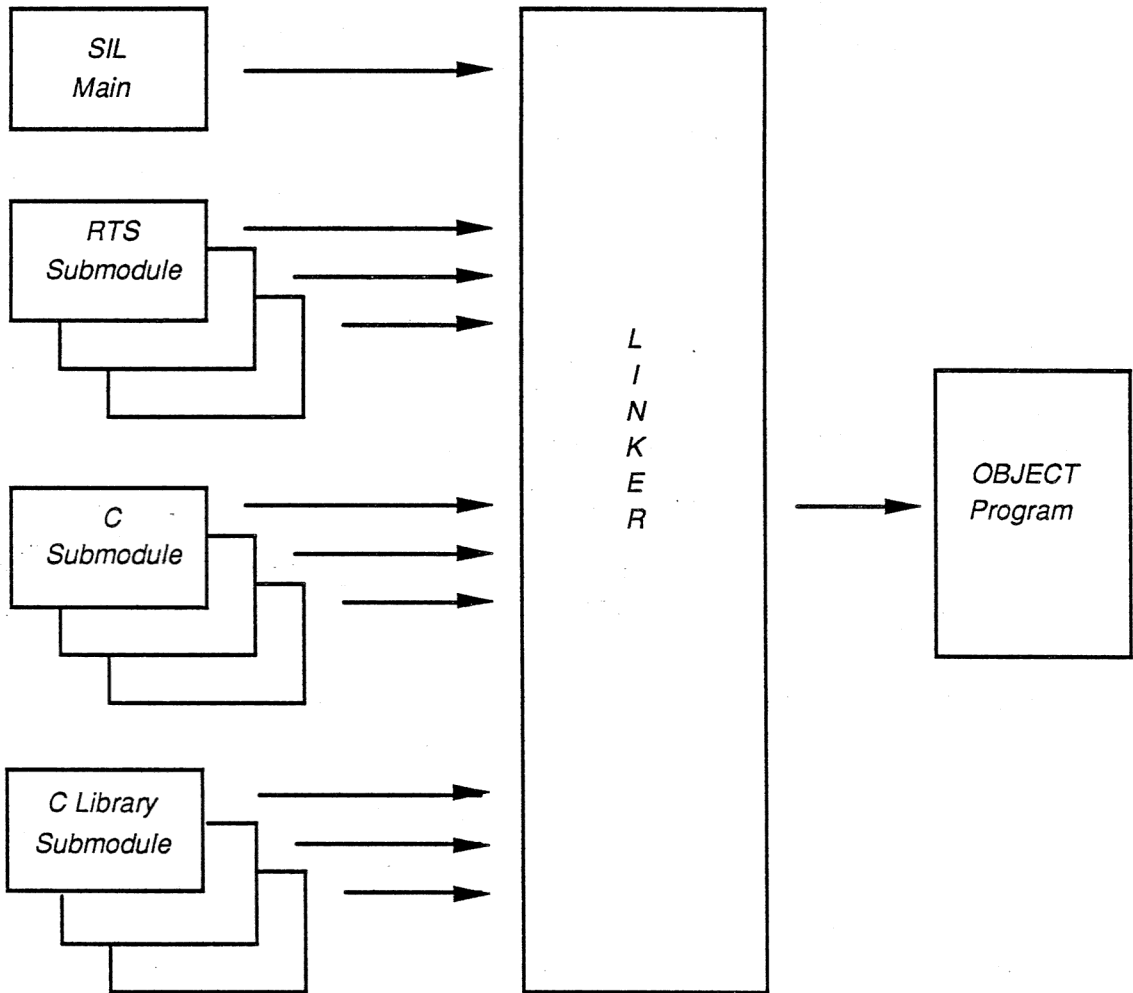 SIL
Main
RTS
Submodule
C
Submodule
C Library
Submodule
L
I
N
K
E
R
OBJECT
Program